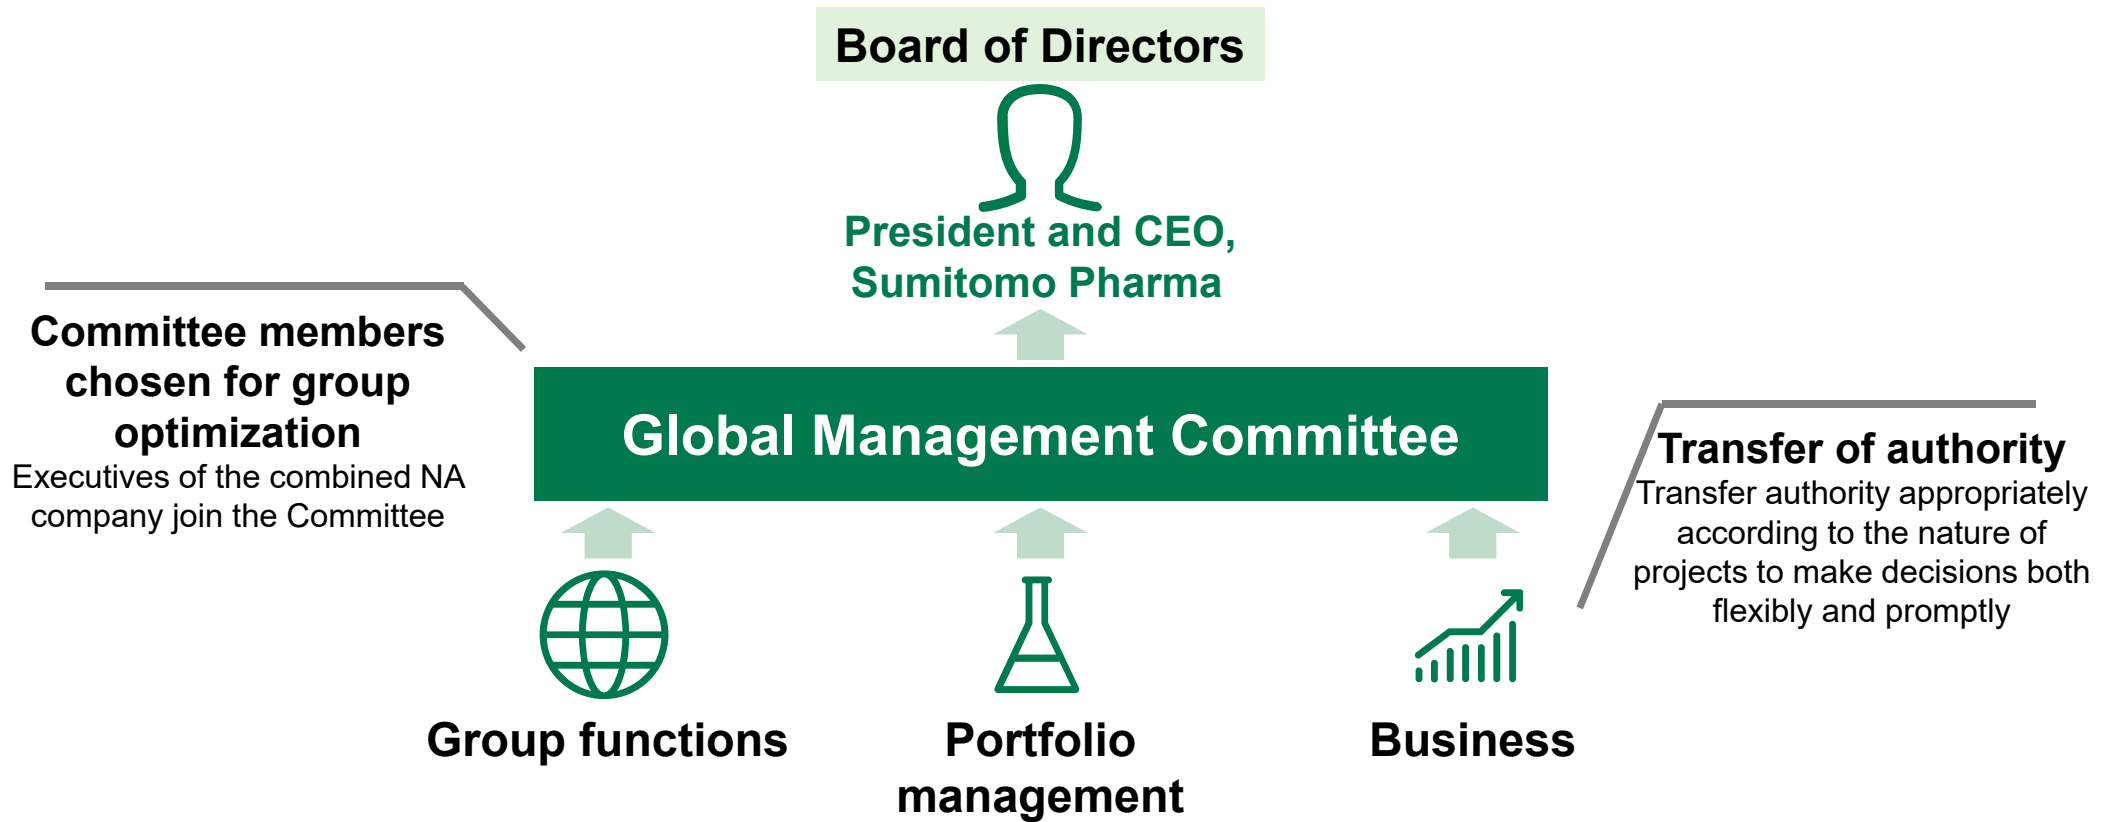 Board of Directors
President and CEO,
Sumitomo Pharma
Committee members
chosen for group
optimization
Executives of the combined NA
company join the Committee
Global Management Committee
Transfer of authority
Transfer authority appropriately
according to the nature of
projects to make decisions both
flexibly and promptly
Group functions
Portfolio
management
Business